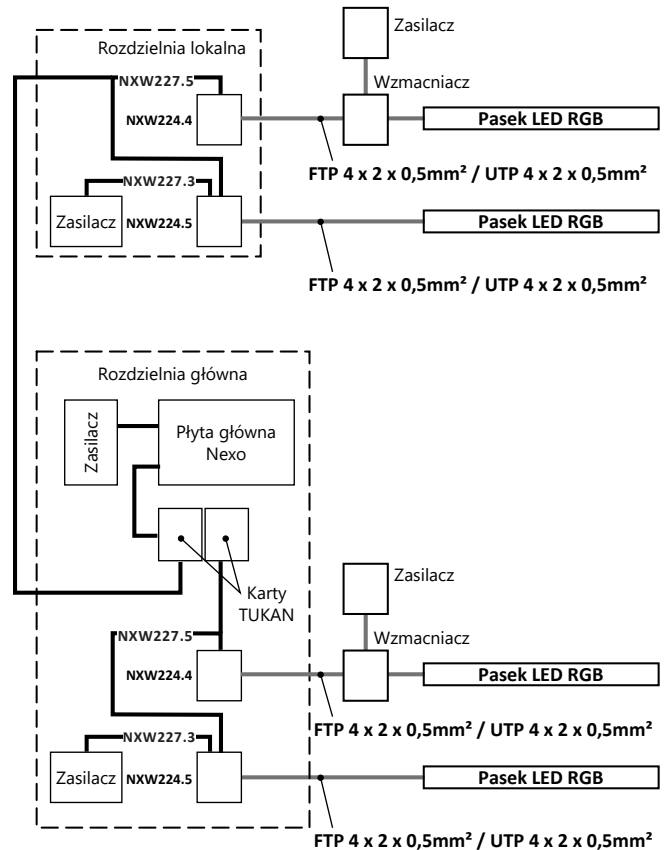 Rozdzielnia lokalna
Zasilacz
NXW227.5
Wzmacniacz
NXW224.4
Pasek LED RGB
FTP 4 x 2 x 0,5mm² / UTP 4 x 2 x 0,5mm²
NXW227.3
Zasilacz
NXW224.5
Pasek LED RGB
FTP 4 x 2 x 0,5mm² / UTP 4 x 2 x 0,5mm²
Rozdzielnia główna
Zasilacz
Płyta główna
Nexo
Karty
TUKAN
Zasilacz
NXW227.5
Wzmacniacz
NXW224.4
Pasek LED RGB
FTP 4 x 2 x 0,5mm² / UTP 4 x 2 x 0,5mm²
NXW227.3
Zasilacz
NXW224.5
Pasek LED RGB
FTP 4 x 2 x 0,5mm² / UTP 4 x 2 x 0,5mm²